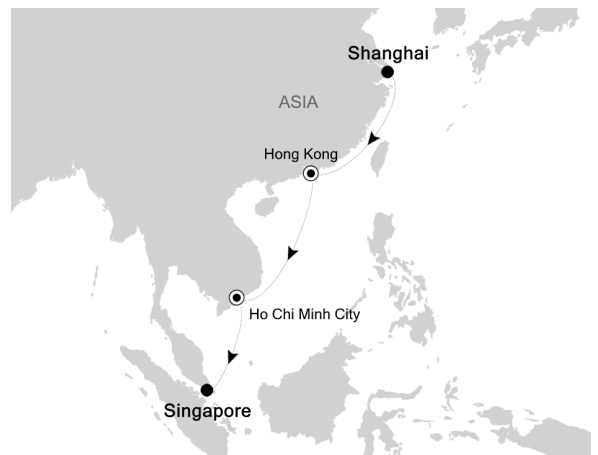 Shanghai
ASIA
Hong Kong
Ho Chi Minh City
Singapore